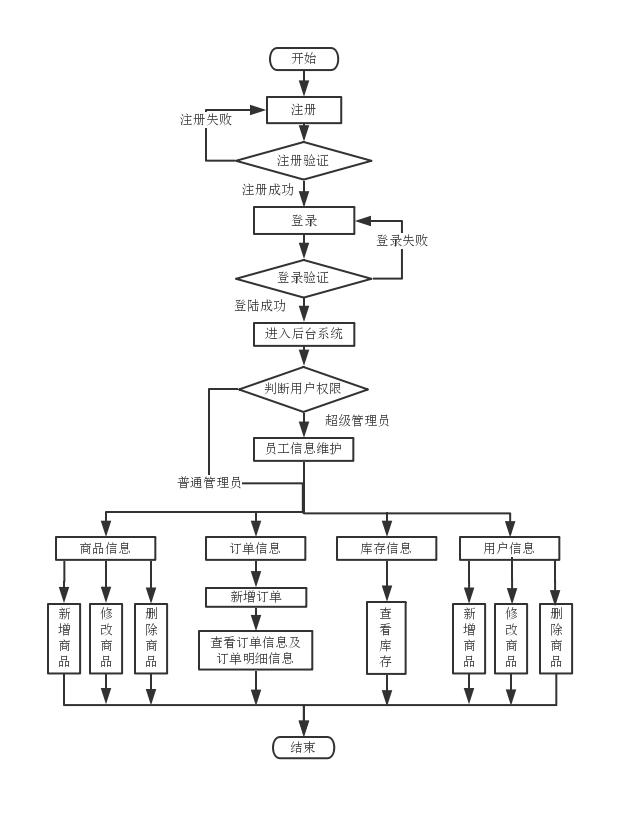 开始
注册
注册失败
注册验证
注册成功
登录
登录失败
登录验证
登陆成功
进入后台系统
判断用户权限
超级管理员
员工信息维护
普通管理员
商品信息
订单信息
库存信息
用户信息
新增订单
新增商品
修改商品
删除商品
查看订单信息及
订单明细信息
查看库存
新增商品
修改商品
删除商品
结束